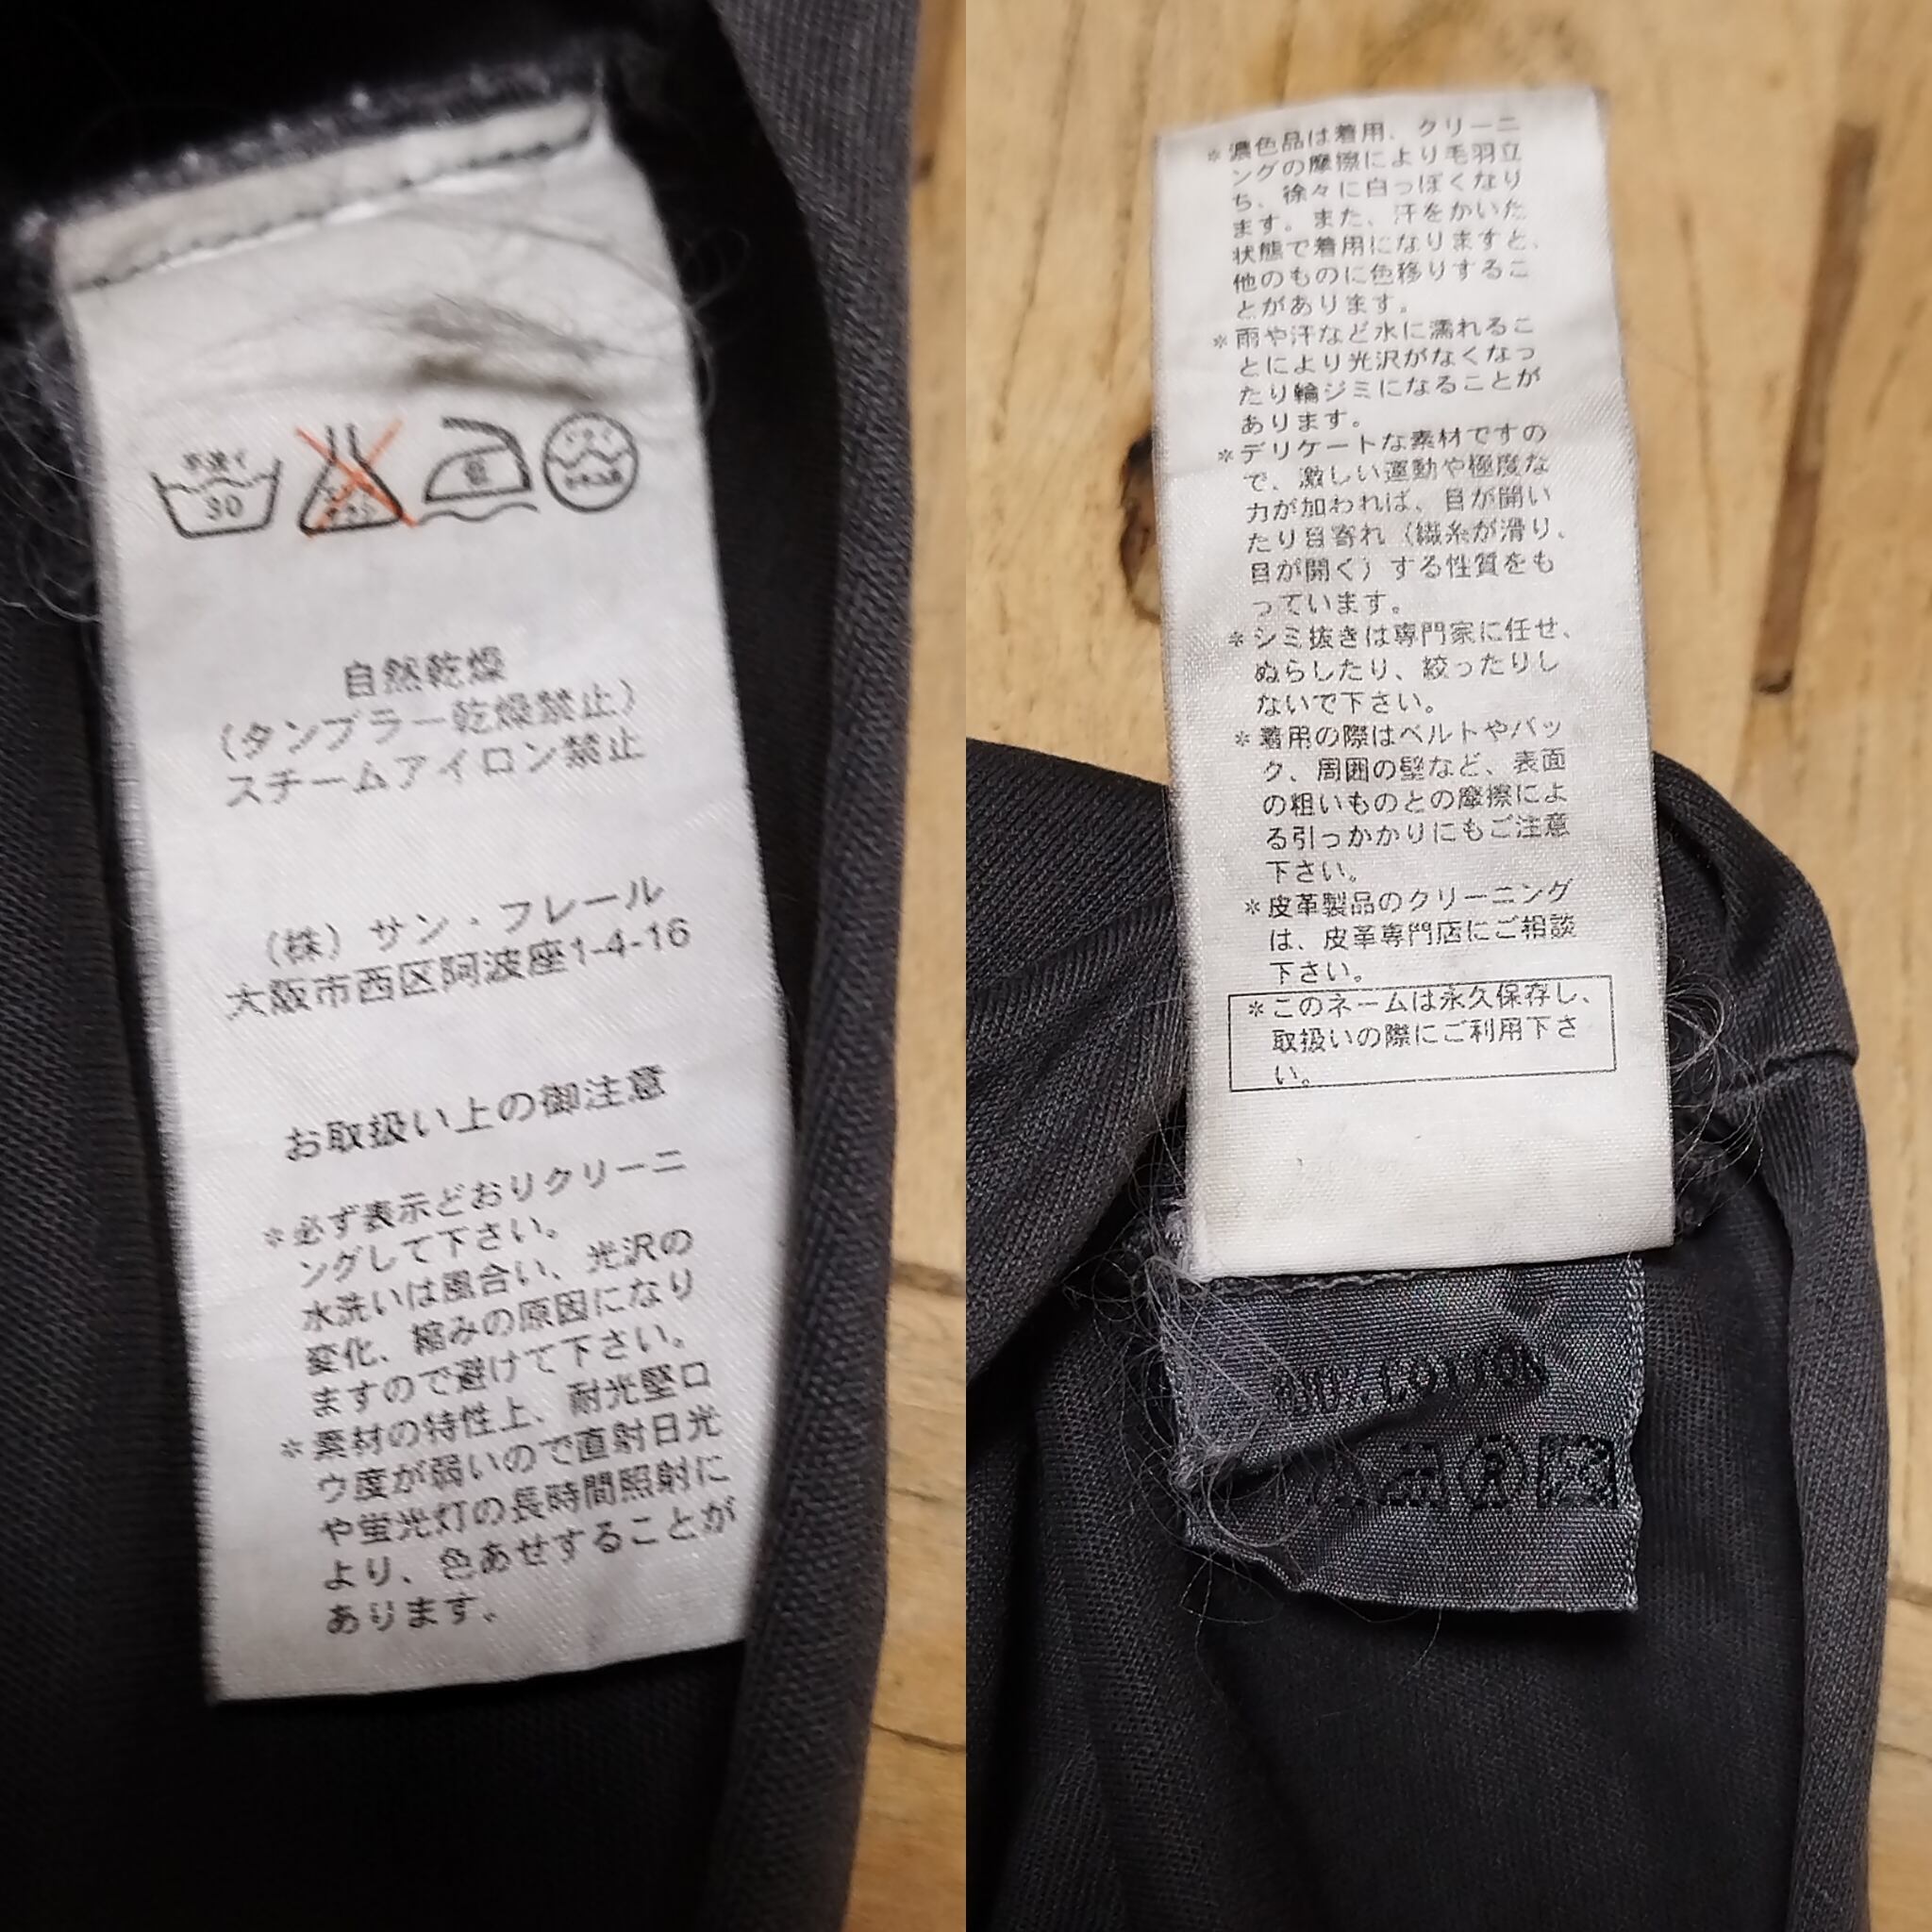 手洗イ
30
自然乾燥
(タンブラー乾燥禁止)
スチームアイロン禁止
(株) サン・フレール
大阪市西区阿波座1-4-16
お取扱い上の御注意
*必ず表示どおりクリーニ
ングして下さい。
水洗いは風合い、光沢の
変化、縮みの原因になり
ますので避けて下さい。
*素材の特性上、耐光堅ロ
ウ度が弱いので直射日光
や蛍光灯の長時間照射に
より、色あせすることが
あります。
*濃色品は着用、クリーニ
ングの摩擦により毛羽立
ち、徐々に白っぽくなり
ます。また、汗をかいた
状態で着用になりますと、
他のものに色移りするこ
とがあります。
*雨や汗など水に濡れるこ
とにより光沢がなくなっ
たり輪ジミになることが
あります。
*デリケートな素材ですの
で、激しい運動や極度な
力が加われば、目が開い
たり目寄れ（織糸が滑り、
目が開く）する性質をも
っています。
*シミ抜きは専門家に任せ、
ぬらしたり、絞ったりし
ないで下さい。
*着用の際はベルトやバッ
ク、周囲の壁など、表面
の粗いものとの摩擦によ
る引っかかりにもご注意
下さい。
*皮革製品のクリーニング
は、皮革専門店にご相談
下さい。
*このネームは永久保存し、
取扱いの際にご利用下さ
い。